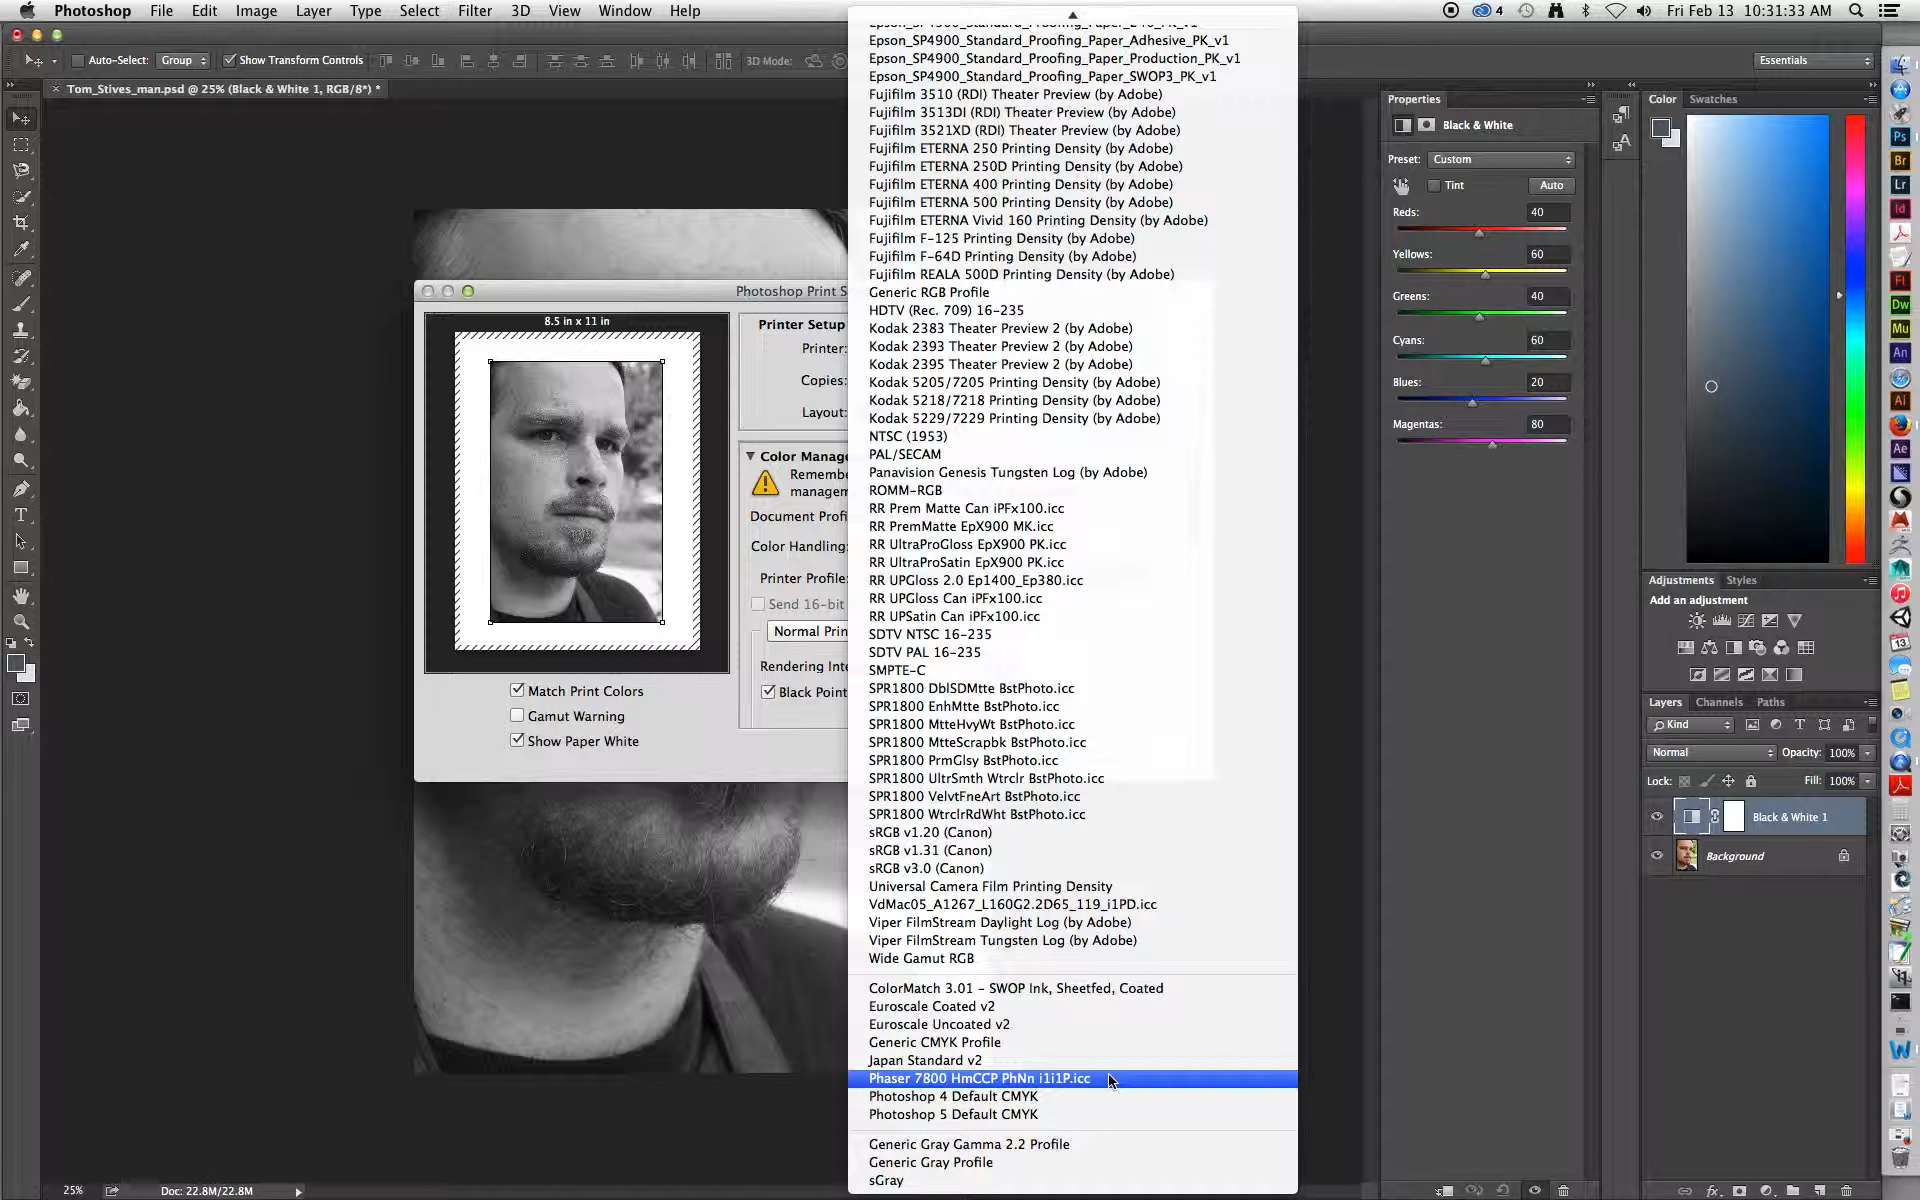 Photoshop File Edit Image Layer Type Select Filter 3D View Window Help
4 Fri Feb 13 10:31:33 AM
Auto-Select: Group Show Transform Controls 3D Mode: Essentials
× Tom_Stives_man.psd @ 25% (Black & White 1, RGB/8*) *
Photoshop Print S
8.5 in x 11 in
Match Print Colors
Gamut Warning
Show Paper White
Printer Setup
Printer:
Copies:
Layout:
Color Manag
Remembe
managem
Document Profi
Color Handling:
Printer Profile:
Send 16-bit
Normal Prin
Rendering Inte
Black Point
Epson_SP4900_Standard_Proofing_Paper_240_PK_v1
Epson_SP4900_Standard_Proofing_Paper_Adhesive_PK_v1
Epson_SP4900_Standard_Proofing_Paper_Production_PK_v1
Epson_SP4900_Standard_Proofing_Paper_SWOP3_PK_v1
Fujifilm 3510 (RDI) Theater Preview (by Adobe)
Fujifilm 3513DI (RDI) Theater Preview (by Adobe)
Fujifilm 3521XD (RDI) Theater Preview (by Adobe)
Fujifilm ETERNA 250 Printing Density (by Adobe)
Fujifilm ETERNA 250D Printing Density (by Adobe)
Fujifilm ETERNA 400 Printing Density (by Adobe)
Fujifilm ETERNA 500 Printing Density (by Adobe)
Fujifilm ETERNA Vivid 160 Printing Density (by Adobe)
Fujifilm F-125 Printing Density (by Adobe)
Fujifilm F-64D Printing Density (by Adobe)
Fujifilm REALA 500D Printing Density (by Adobe)
Generic RGB Profile
HDTV (Rec. 709) 16-235
Kodak 2383 Theater Preview 2 (by Adobe)
Kodak 2393 Theater Preview 2 (by Adobe)
Kodak 2395 Theater Preview 2 (by Adobe)
Kodak 5205/7205 Printing Density (by Adobe)
Kodak 5218/7218 Printing Density (by Adobe)
Kodak 5229/7229 Printing Density (by Adobe)
NTSC (1953)
PAL/SECAM
Panavision Genesis Tungsten Log (by Adobe)
ROMM-RGB
RR Prem Matte Can iPFx100.icc
RR PremMatte EpX900 MK.icc
RR UltraProGloss EpX900 PK.icc
RR UltraProSatin EpX900 PK.icc
RR UPGloss 2.0 Ep1400_Ep380.icc
RR UPGloss Can iPFx100.icc
RR UPSatin Can iPFx100.icc
SDTV NTSC 16-235
SDTV PAL 16-235
SMPTE-C
SPR1800 DblSDMtte BstPhoto.icc
SPR1800 EnhMtte BstPhoto.icc
SPR1800 MtteHvyWt BstPhoto.icc
SPR1800 MtteScrapbk BstPhoto.icc
SPR1800 PrmGlsy BstPhoto.icc
SPR1800 UltrSmth Wtrclr BstPhoto.icc
SPR1800 VelvtFneArt BstPhoto.icc
SPR1800 WtrclrRdWht BstPhoto.icc
sRGB v1.20 (Canon)
sRGB v1.31 (Canon)
sRGB v3.0 (Canon)
Universal Camera Film Printing Density
VdMac05_A1267_L160G2.2D65_119_i1PD.icc
Viper FilmStream Daylight Log (by Adobe)
Viper FilmStream Tungsten Log (by Adobe)
Wide Gamut RGB
ColorMatch 3.01 - SWOP Ink, Sheetfed, Coated
Euroscale Coated v2
Euroscale Uncoated v2
Generic CMYK Profile
Japan Standard v2
Phaser 7800 HmCCP PhNn i1i1P.icc
Photoshop 4 Default CMYK
Photoshop 5 Default CMYK
Generic Gray Gamma 2.2 Profile
Generic Gray Profile
sGray
Properties
Black & White
Preset: Custom
Tint Auto
Reds: 40
Yellows: 60
Greens: 40
Cyans: 60
Blues: 20
Magentas: 80
Color Swatches
Adjustments Styles
Add an adjustment
Layers Channels Paths
Kind
Normal Opacity: 100%
Lock: Fill: 100%
Black & White 1
Background
Ps
Br
Lr
Id
Fl
Dw
Mu
An
Ai
Ae
13
W
25% Doc: 22.8M/22.8M